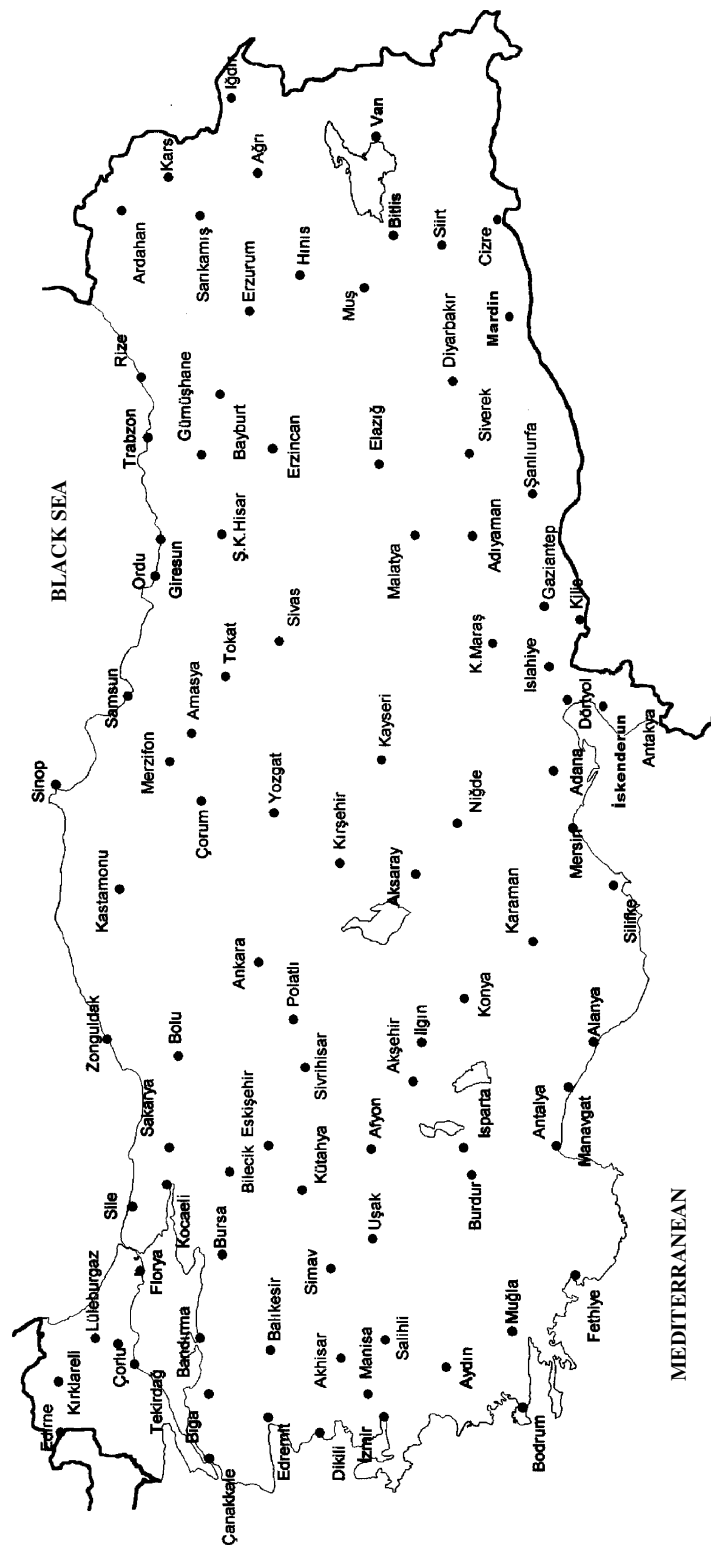 BLACK SEA
Sinop
Edirne
Kırklareli
Lüleburgaz
Zonguldak
Kastamonu
Samsun
Ordu
Giresun
Trabzon
Rize
Ardahan
Kars
Iğdır
Çorlu
Tekirdağ
Florya
Sile
Kocaeli
Sakarya
Bolu
Merzifon
Amasya
Çorum
Tokat
Ş.K.Hisar
Gümüşhane
Bayburt
Sarıkamış
Erzurum
Ağrı
Çanakkale
Biga
Bandırma
Bursa
Bilecik
Eskişehir
Ankara
Polatlı
Yozgat
Sivas
Erzincan
Hınıs
Edremit
Balıkesir
Kütahya
Sivrihisar
Kırşehir
Dikili
Akhisar
Simav
Manisa
İzmir
Salihli
Uşak
Afyon
Akşehir
Ilgın
Aksaray
Kayseri
Malatya
Elazığ
Muş
Bitlis
Van
Aydın
Burdur
Isparta
Konya
Niğde
K.Maraş
Adıyaman
Siverek
Diyarbakır
Siirt
Bodrum
Muğla
Fethiye
Antalya
Manavgat
Alanya
Karaman
Silifke
Mersin
Adana
Dörtyol
İskenderun
Antakya
Islahiye
Kilis
Gaziantep
Şanlıurfa
Mardin
Cizre
MEDITERRANEAN